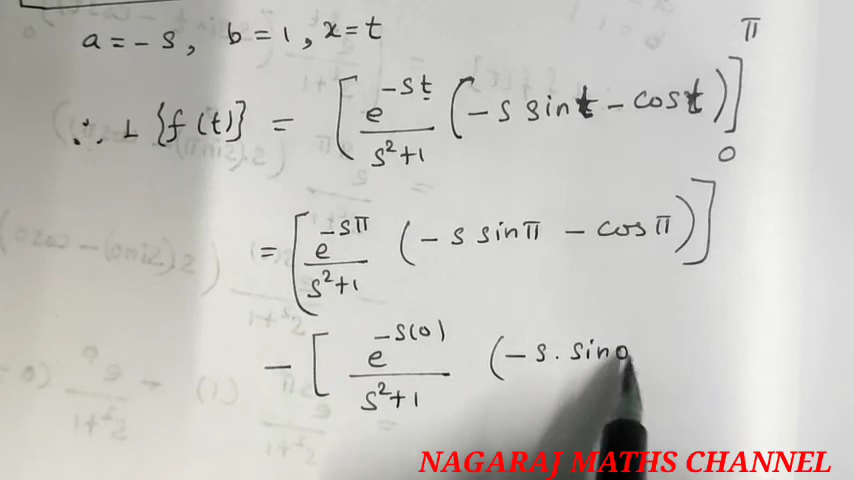 a = - s, b = 1, x = t
∴ L {f(t)} = [ e^{-st} / s²+1 (- s sin t - cos t) ]_0^π
= [ e^{-sπ} / s²+1 (- s sin π - cos π) ]
- [ e^{-s(0)} / s²+1 (- s . sin 0
NAGARAJ MATHS CHANNEL